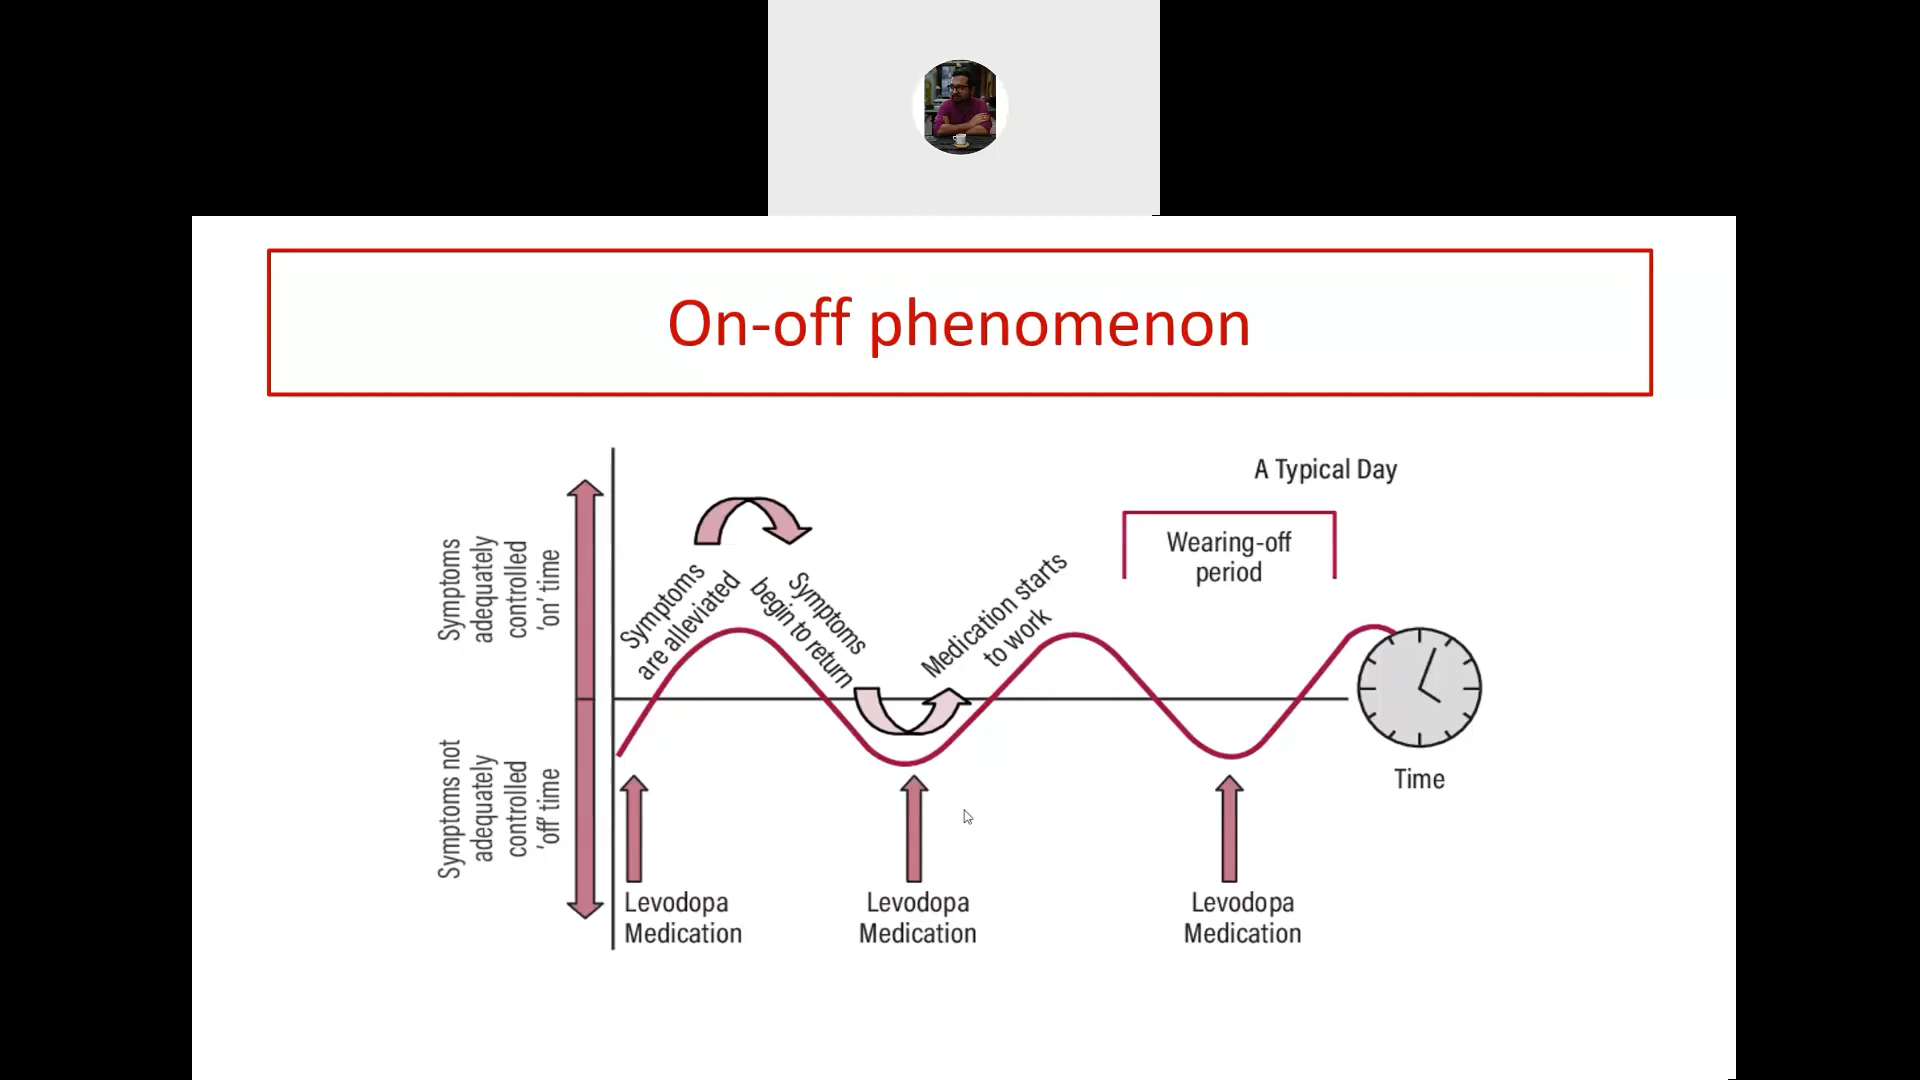 On-off phenomenon
A Typical Day
Symptoms
adequately
controlled
'on' time
Symptoms
are alleviated
Symptoms
begin to return
Medication starts
to work
Wearing-off
period
Symptoms not
adequately
controlled
'off' time
Time
Levodopa
Medication
Levodopa
Medication
Levodopa
Medication